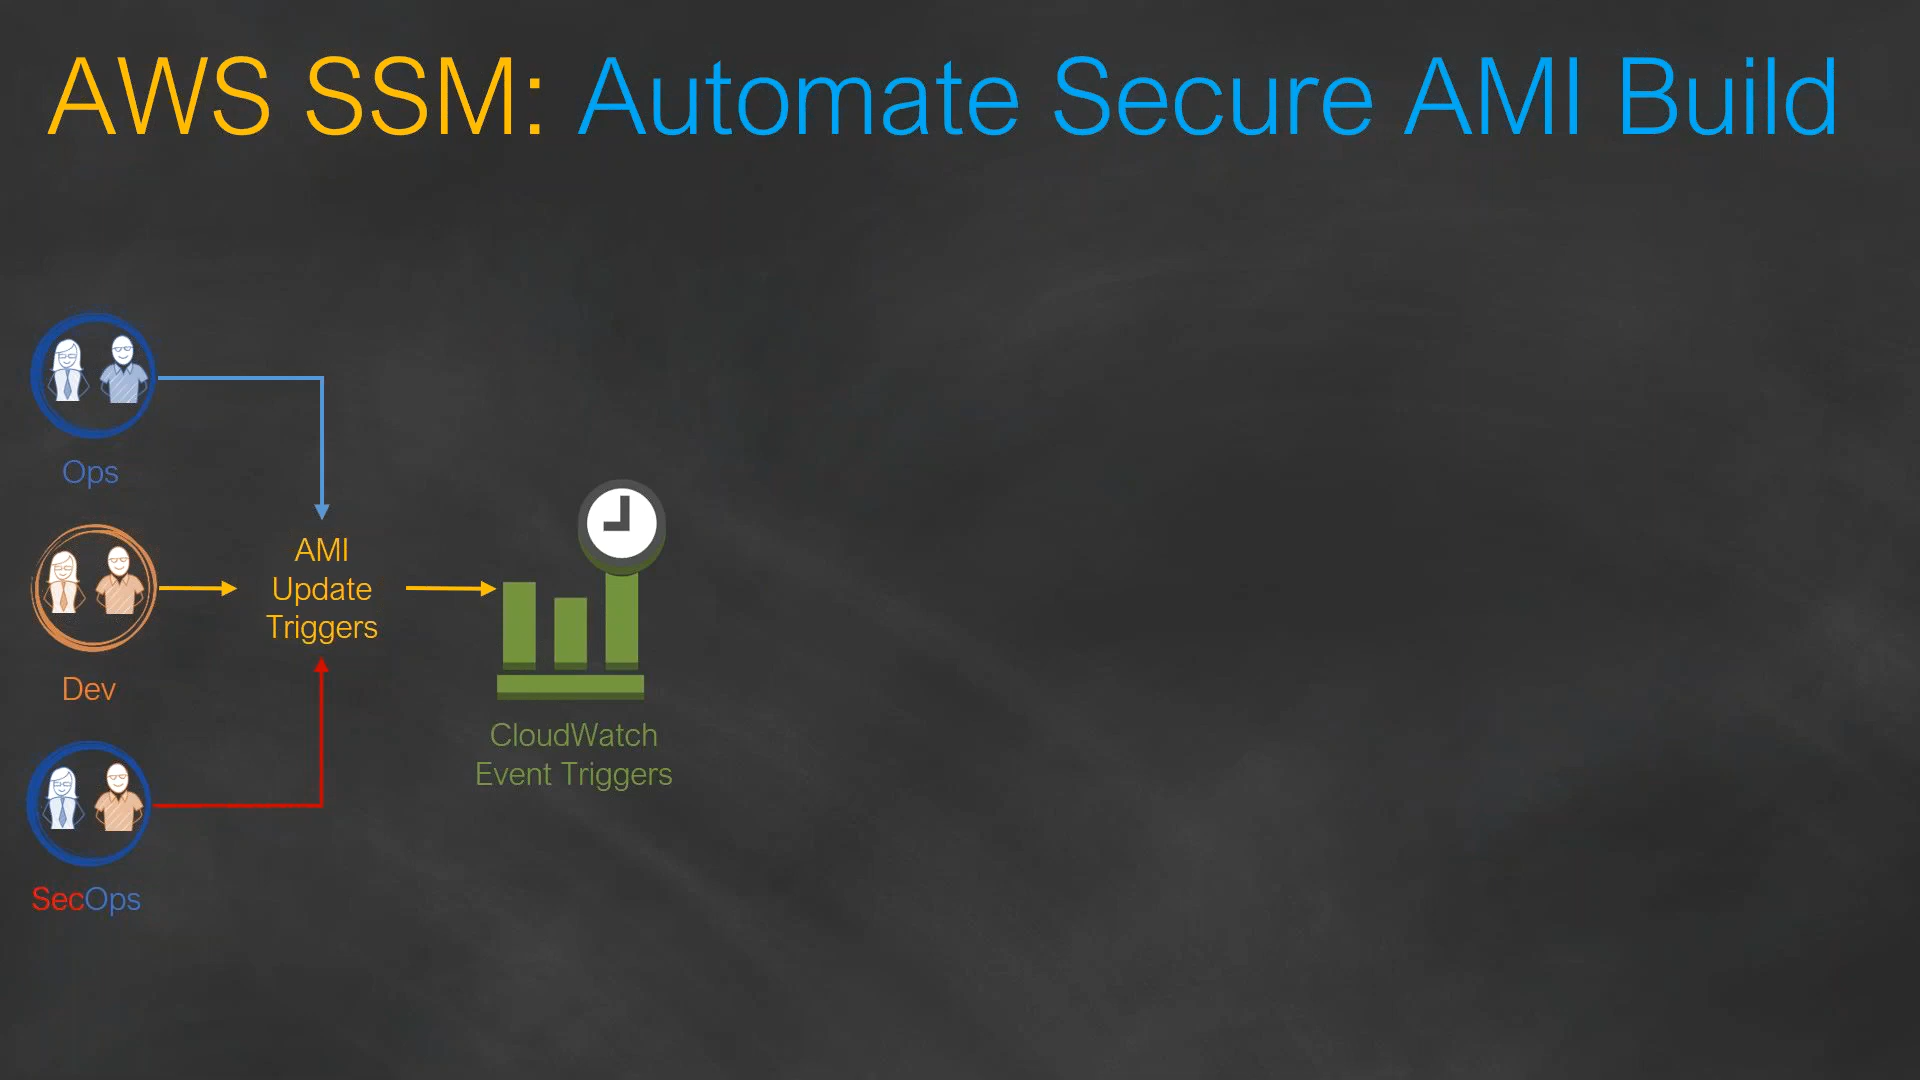 AWS SSM: Automate Secure AMI Build
Ops
AMI
Update
Triggers
Dev
CloudWatch
Event Triggers
SecOps